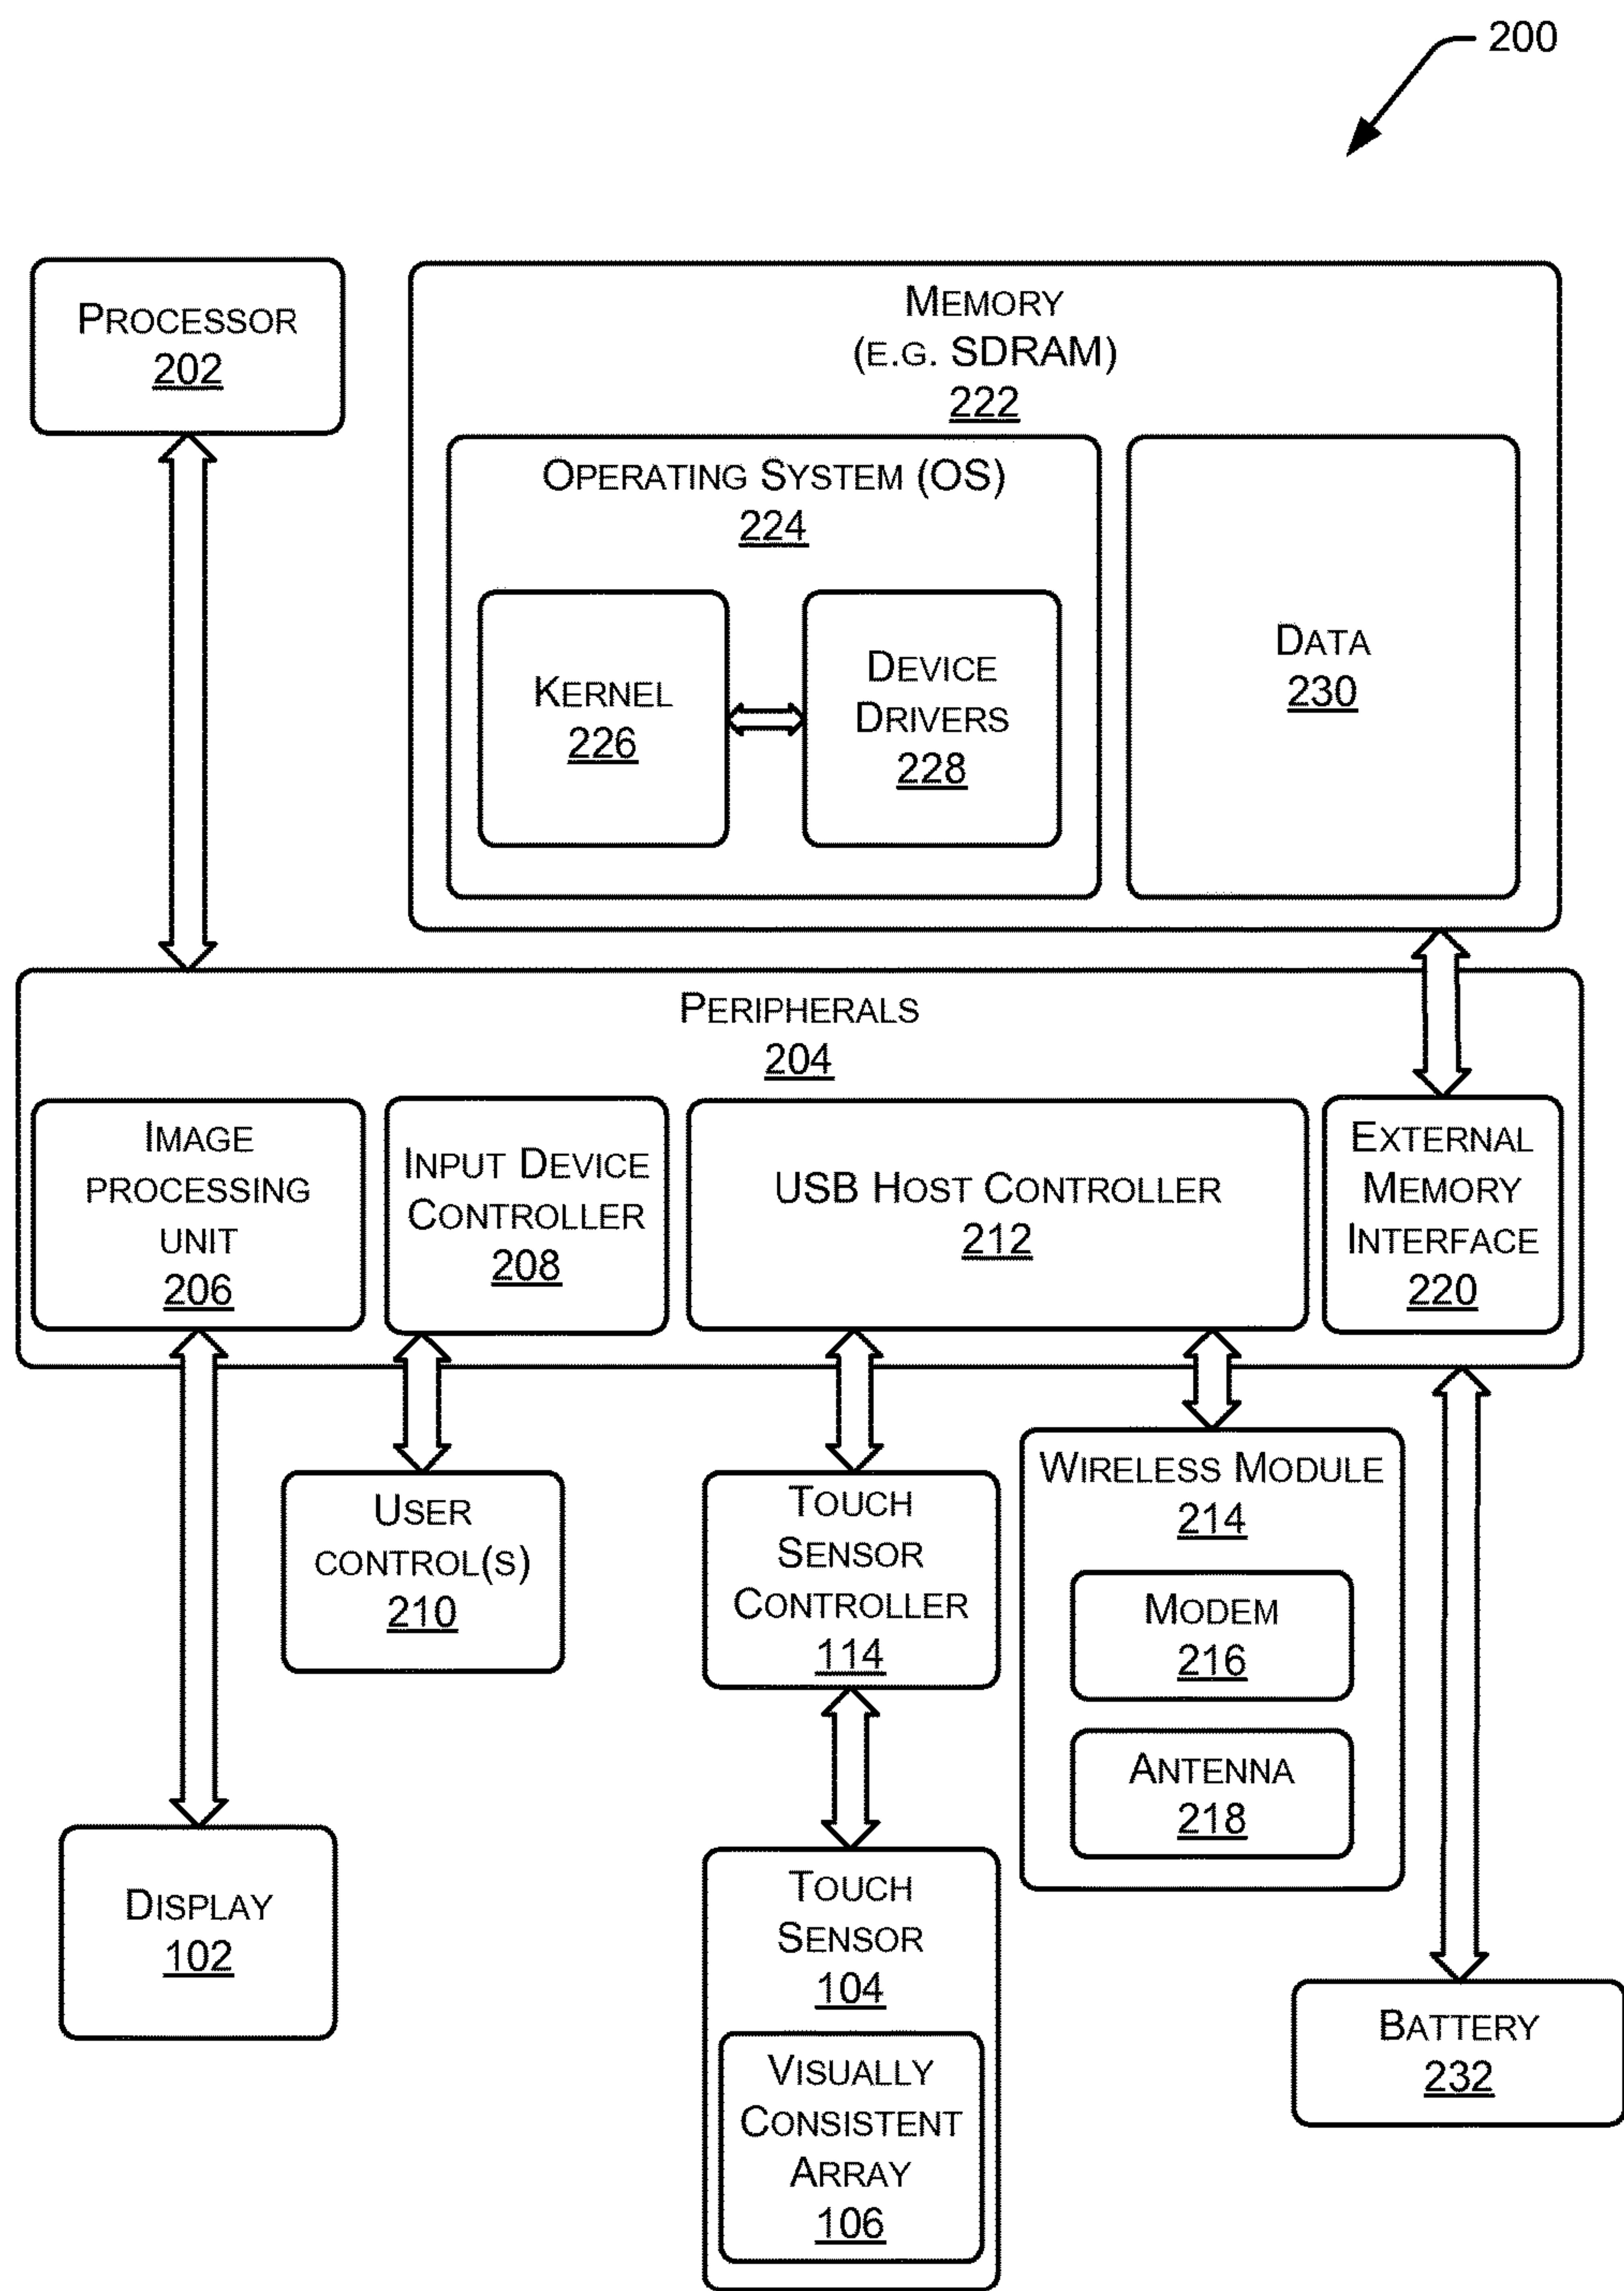 200
PROCESSOR
202
MEMORY
(E.G. SDRAM)
222
OPERATING SYSTEM (OS)
224
KERNEL
226
DEVICE
DRIVERS
228
DATA
230
PERIPHERALS
204
IMAGE
PROCESSING
UNIT
206
INPUT DEVICE
CONTROLLER
208
USB HOST CONTROLLER
212
EXTERNAL
MEMORY
INTERFACE
220
USER
CONTROL(S)
210
TOUCH
SENSOR
CONTROLLER
114
WIRELESS MODULE
214
MODEM
216
ANTENNA
218
DISPLAY
102
TOUCH
SENSOR
104
VISUALLY
CONSISTENT
ARRAY
106
BATTERY
232